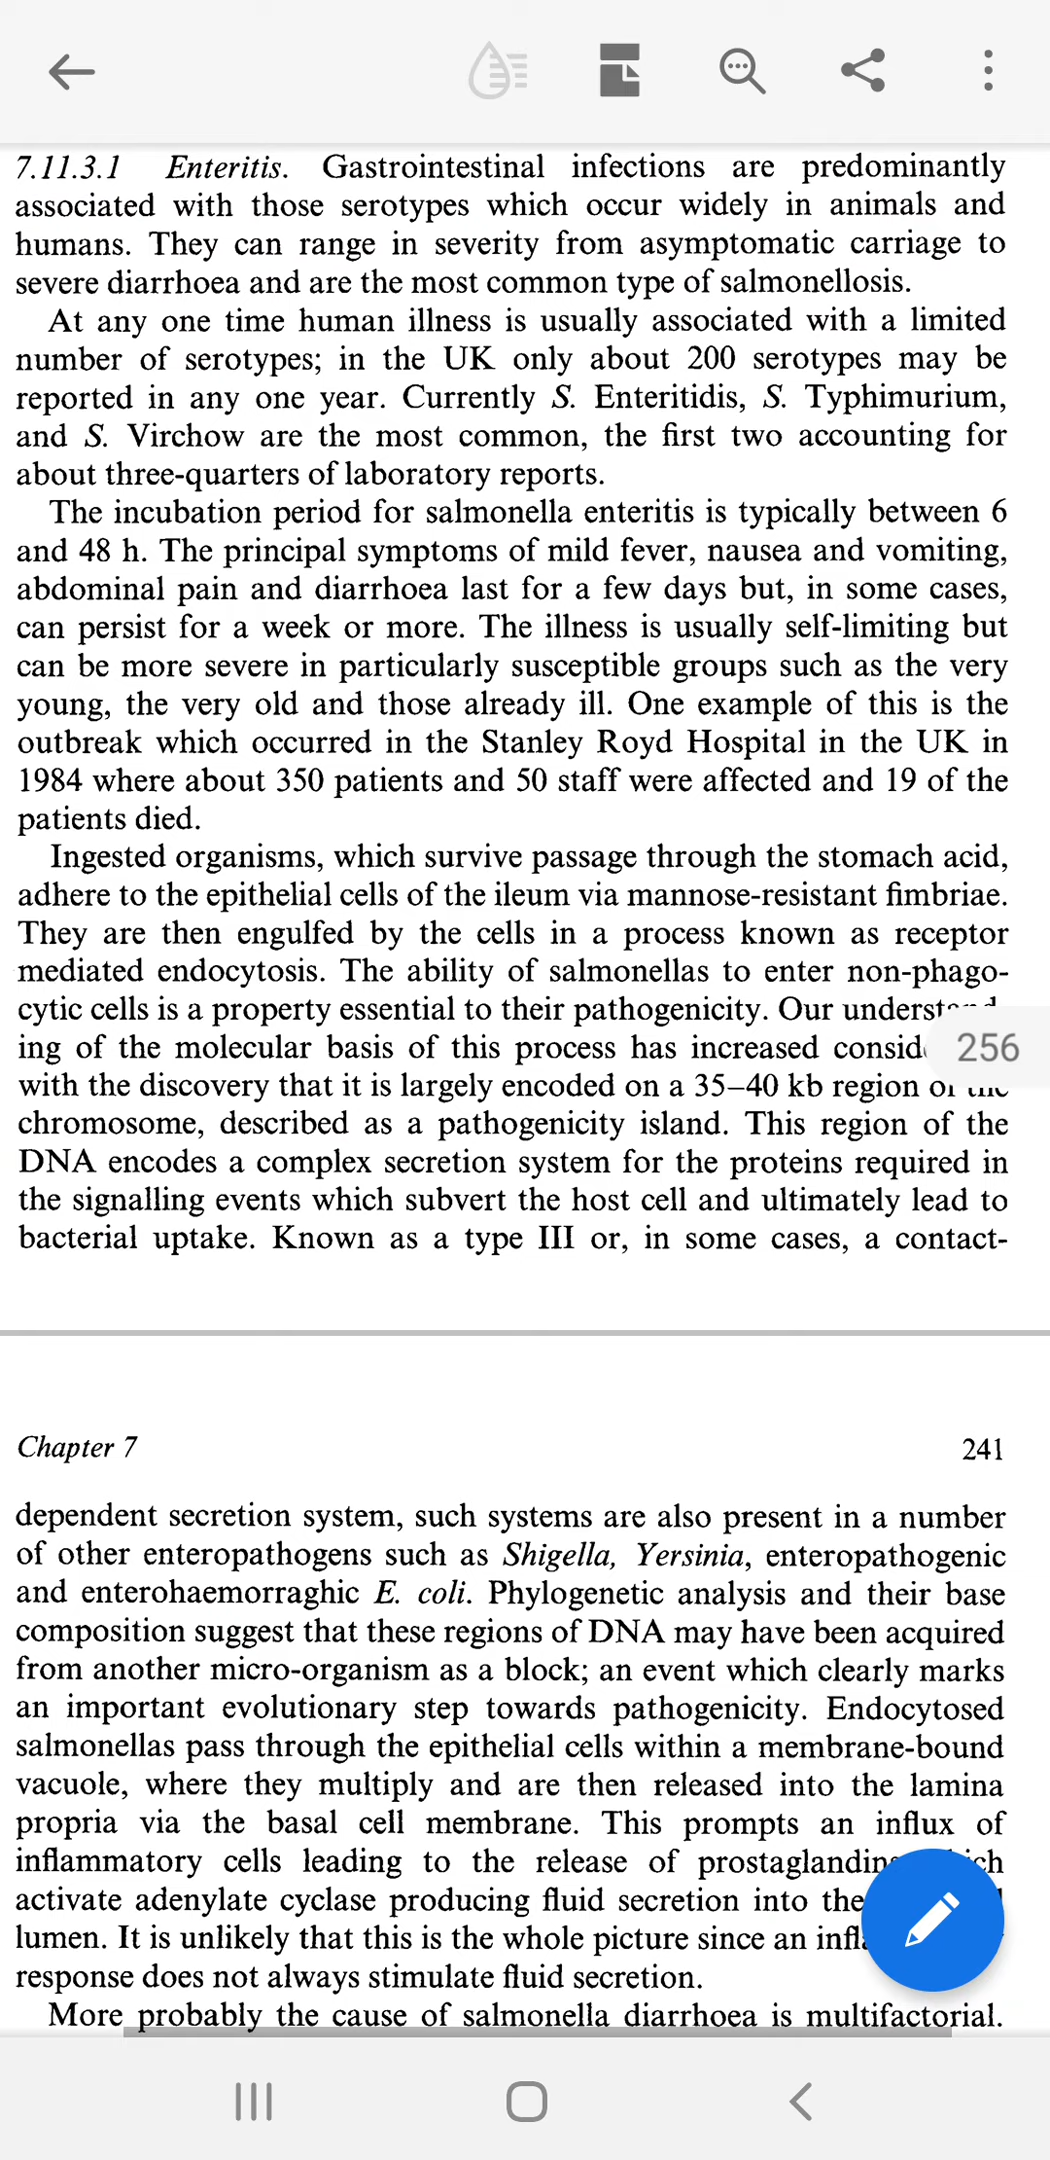 7.11.3.1 Enteritis. Gastrointestinal infections are predominantly
associated with those serotypes which occur widely in animals and
humans. They can range in severity from asymptomatic carriage to
severe diarrhoea and are the most common type of salmonellosis.
At any one time human illness is usually associated with a limited
number of serotypes; in the UK only about 200 serotypes may be
reported in any one year. Currently S. Enteritidis, S. Typhimurium,
and S. Virchow are the most common, the first two accounting for
about three-quarters of laboratory reports.
The incubation period for salmonella enteritis is typically between 6
and 48 h. The principal symptoms of mild fever, nausea and vomiting,
abdominal pain and diarrhoea last for a few days but, in some cases,
can persist for a week or more. The illness is usually self-limiting but
can be more severe in particularly susceptible groups such as the very
young, the very old and those already ill. One example of this is the
outbreak which occurred in the Stanley Royd Hospital in the UK in
1984 where about 350 patients and 50 staff were affected and 19 of the
patients died.
Ingested organisms, which survive passage through the stomach acid,
adhere to the epithelial cells of the ileum via mannose-resistant fimbriae.
They are then engulfed by the cells in a process known as receptor
mediated endocytosis. The ability of salmonellas to enter non-phago-
cytic cells is a property essential to their pathogenicity. Our understand-
ing of the molecular basis of this process has increased
256
with the discovery that it is largely encoded on a 35–40 kb region of the
chromosome, described as a pathogenicity island. This region of the
DNA encodes a complex secretion system for the proteins required in
the signalling events which subvert the host cell and ultimately lead to
bacterial uptake. Known as a type III or, in some cases, a contact-
Chapter 7 241
dependent secretion system, such systems are also present in a number
of other enteropathogens such as Shigella, Yersinia, enteropathogenic
and enterohaemorraghic E. coli. Phylogenetic analysis and their base
composition suggest that these regions of DNA may have been acquired
from another micro-organism as a block; an event which clearly marks
an important evolutionary step towards pathogenicity. Endocytosed
salmonellas pass through the epithelial cells within a membrane-bound
vacuole, where they multiply and are then released into the lamina
propria via the basal cell membrane. This prompts an influx of
inflammatory cells leading to the release of prostaglandins which
activate adenylate cyclase producing fluid secretion into the
lumen. It is unlikely that this is the whole picture since an
response does not always stimulate fluid secretion.
More probably the cause of salmonella diarrhoea is multifactorial.